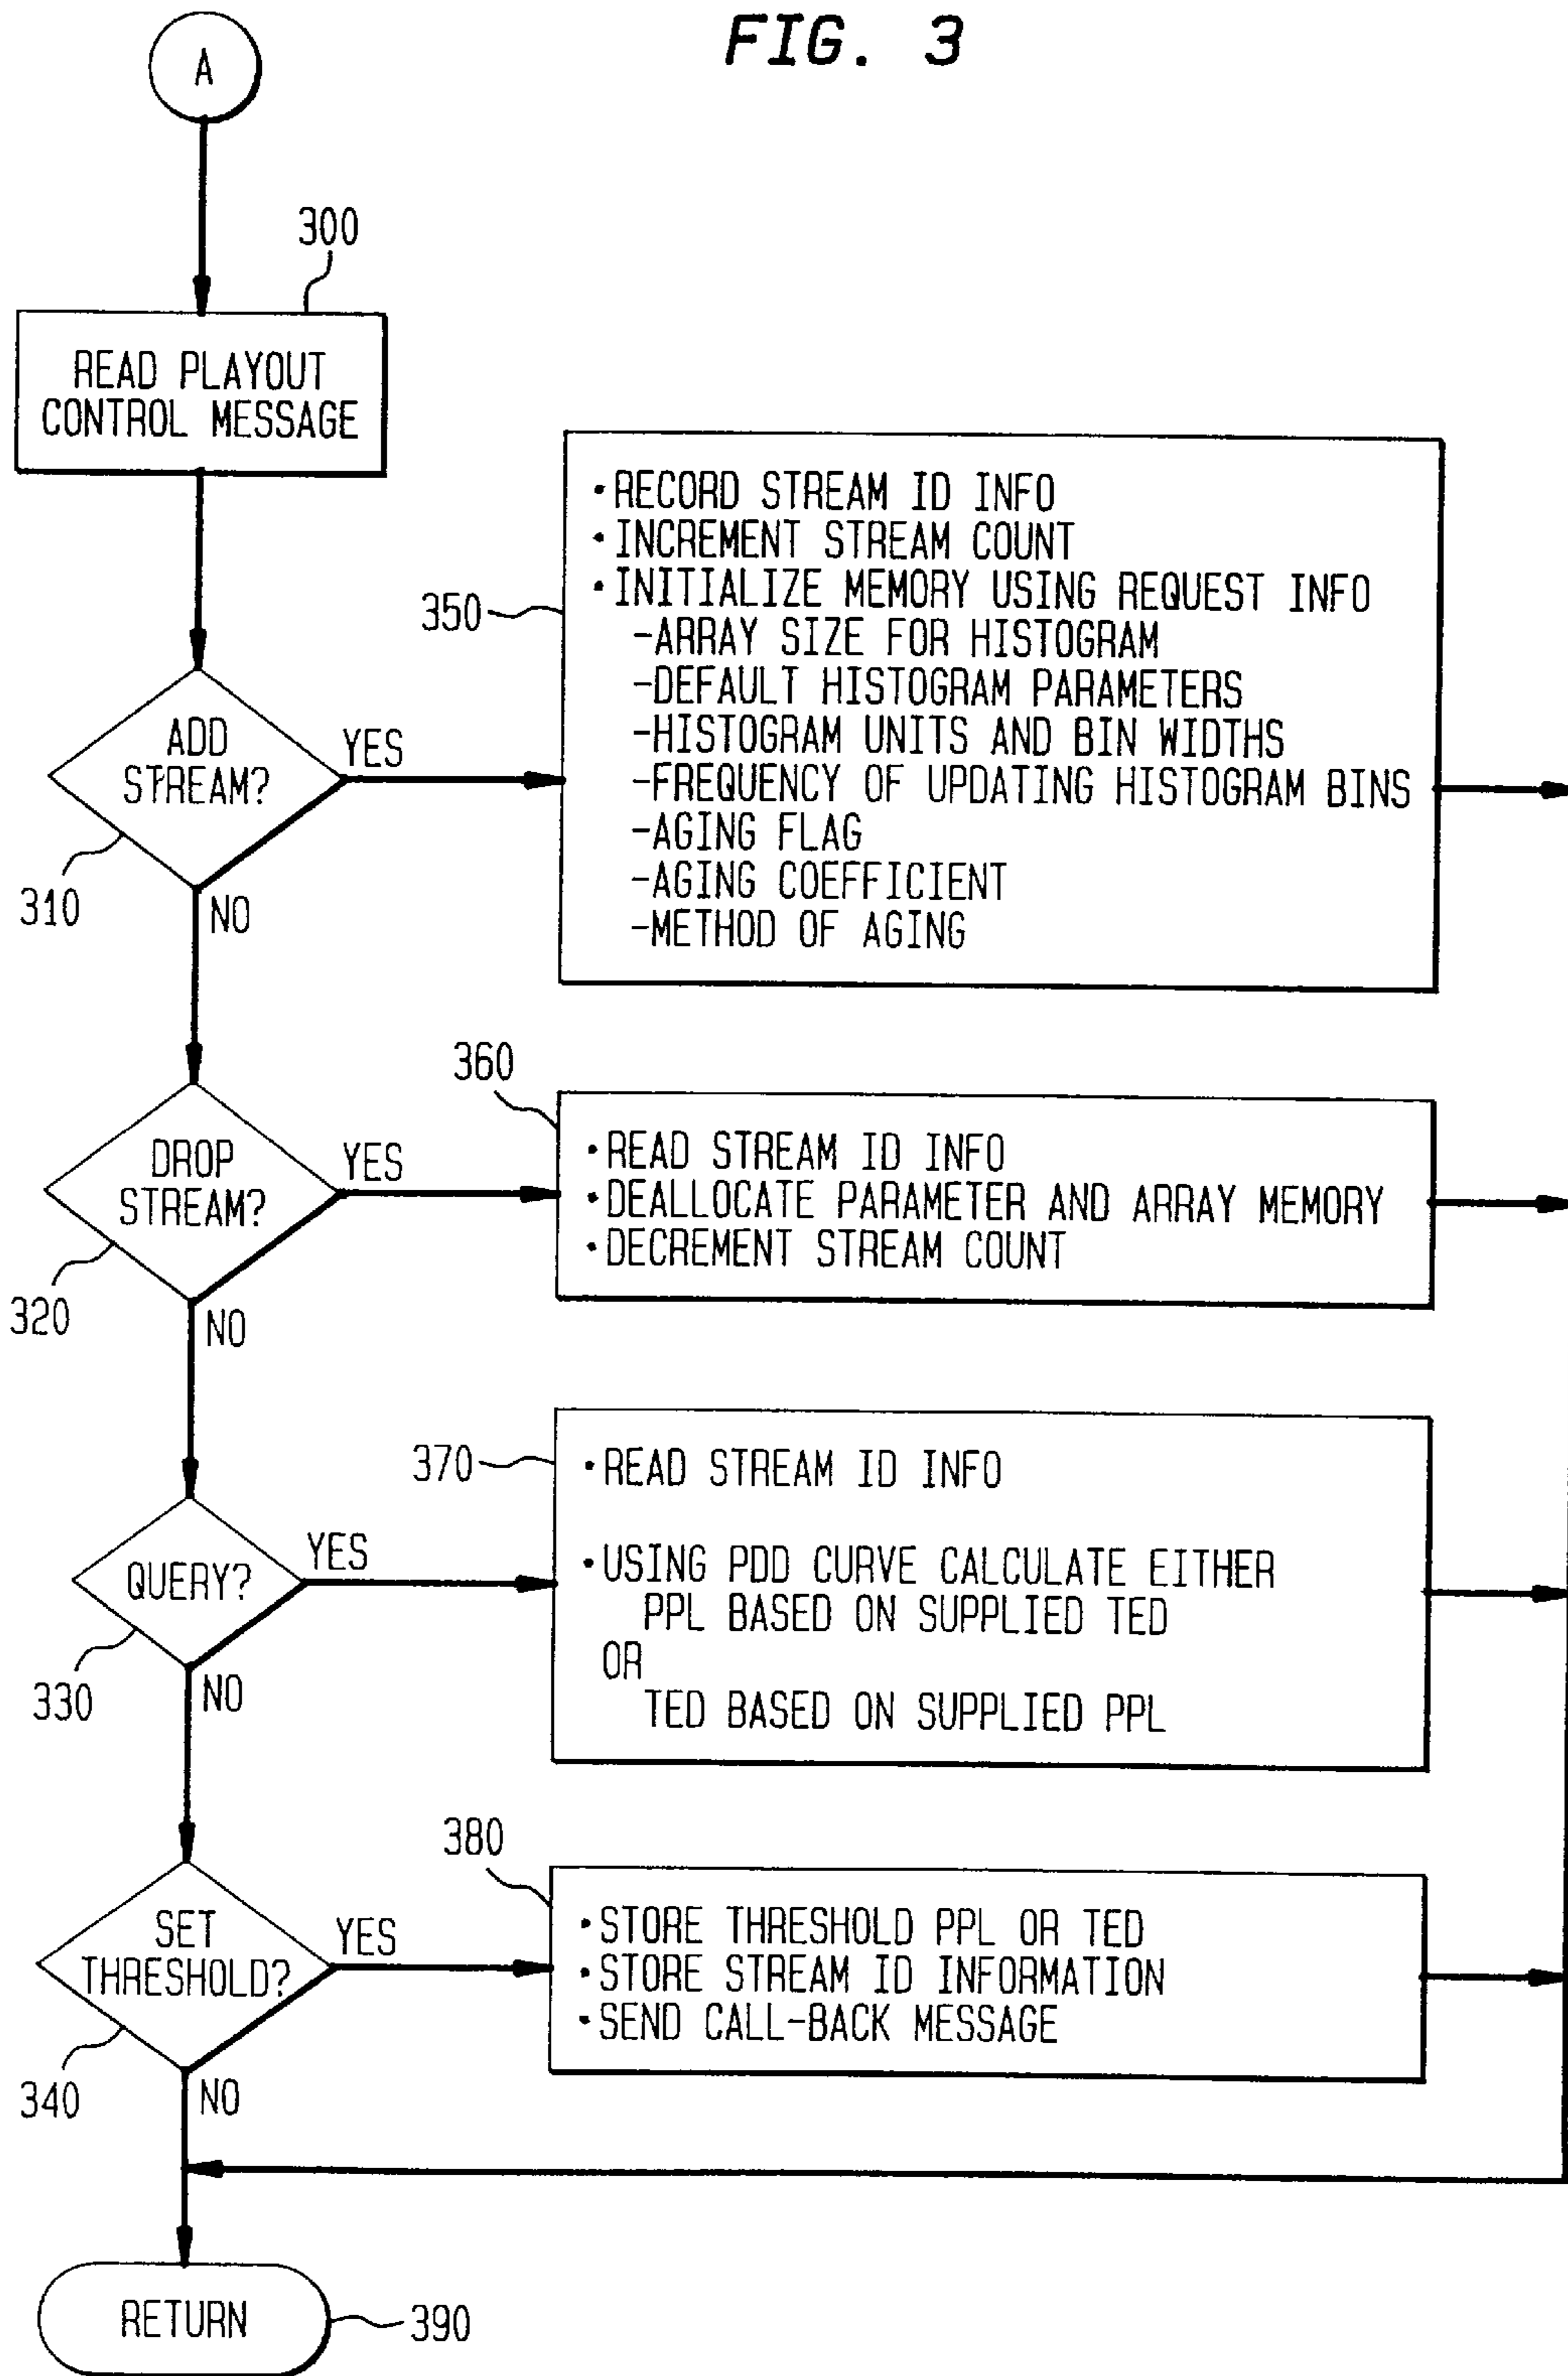 FIG. 3
A
300
READ PLAYOUT
CONTROL MESSAGE
ADD
STREAM?
YES
310
NO
350
•RECORD STREAM ID INFO
•INCREMENT STREAM COUNT
•INITIALIZE MEMORY USING REQUEST INFO
-ARRAY SIZE FOR HISTOGRAM
-DEFAULT HISTOGRAM PARAMETERS
-HISTOGRAM UNITS AND BIN WIDTHS
-FREQUENCY OF UPDATING HISTOGRAM BINS
-AGING FLAG
-AGING COEFFICIENT
-METHOD OF AGING
DROP
STREAM?
YES
320
NO
360
•READ STREAM ID INFO
•DEALLOCATE PARAMETER AND ARRAY MEMORY
•DECREMENT STREAM COUNT
QUERY?
YES
330
NO
370
•READ STREAM ID INFO
•USING PDD CURVE CALCULATE EITHER
PPL BASED ON SUPPLIED TED
OR
TED BASED ON SUPPLIED PPL
SET
THRESHOLD?
YES
340
NO
380
•STORE THRESHOLD PPL OR TED
•STORE STREAM ID INFORMATION
•SEND CALL-BACK MESSAGE
RETURN
390